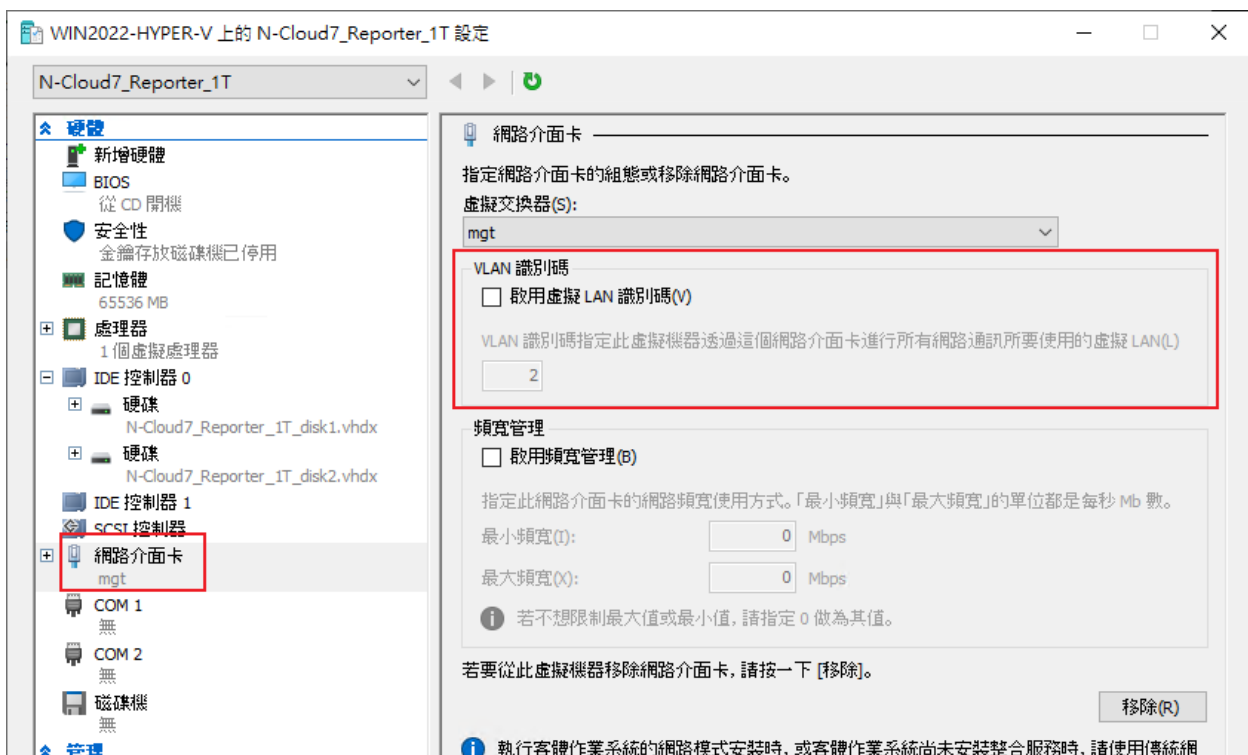 WIN2022-HYPER-V 上的 N-Cloud7_Reporter_1T 設定
N-Cloud7_Reporter_1T
硬體
新增硬體
BIOS
從 CD 開機
安全性
金鑰存放磁碟機已停用
記憶體
65536 MB
處理器
1 個虛擬處理器
IDE 控制器 0
硬碟
N-Cloud7_Reporter_1T_disk1.vhdx
硬碟
N-Cloud7_Reporter_1T_disk2.vhdx
IDE 控制器 1
SCSI 控制器
網路介面卡
mgt
COM 1
無
COM 2
無
磁碟機
無
管理
網路介面卡
指定網路介面卡的組態或移除網路介面卡。
虛擬交換器(S):
mgt
VLAN 識別碼
啟用虛擬 LAN 識別碼(V)
VLAN 識別碼指定此虛擬機器透過這個網路介面卡進行所有網路通訊所要使用的虛擬 LAN(L)
2
頻寬管理
啟用頻寬管理(B)
指定此網路介面卡的網路頻寬使用方式。「最小頻寬」與「最大頻寬」的單位都是每秒 Mb 數。
最小頻寬(I): 0 Mbps
最大頻寬(X): 0 Mbps
若不想限制最大值或最小值, 請指定 0 做為其值。
若要從此虛擬機器移除網路介面卡, 請按一下 [移除]。
移除(R)
執行客體作業系統的網路模式安裝時, 或客體作業系統尚未安裝整合服務時, 請使用傳統網